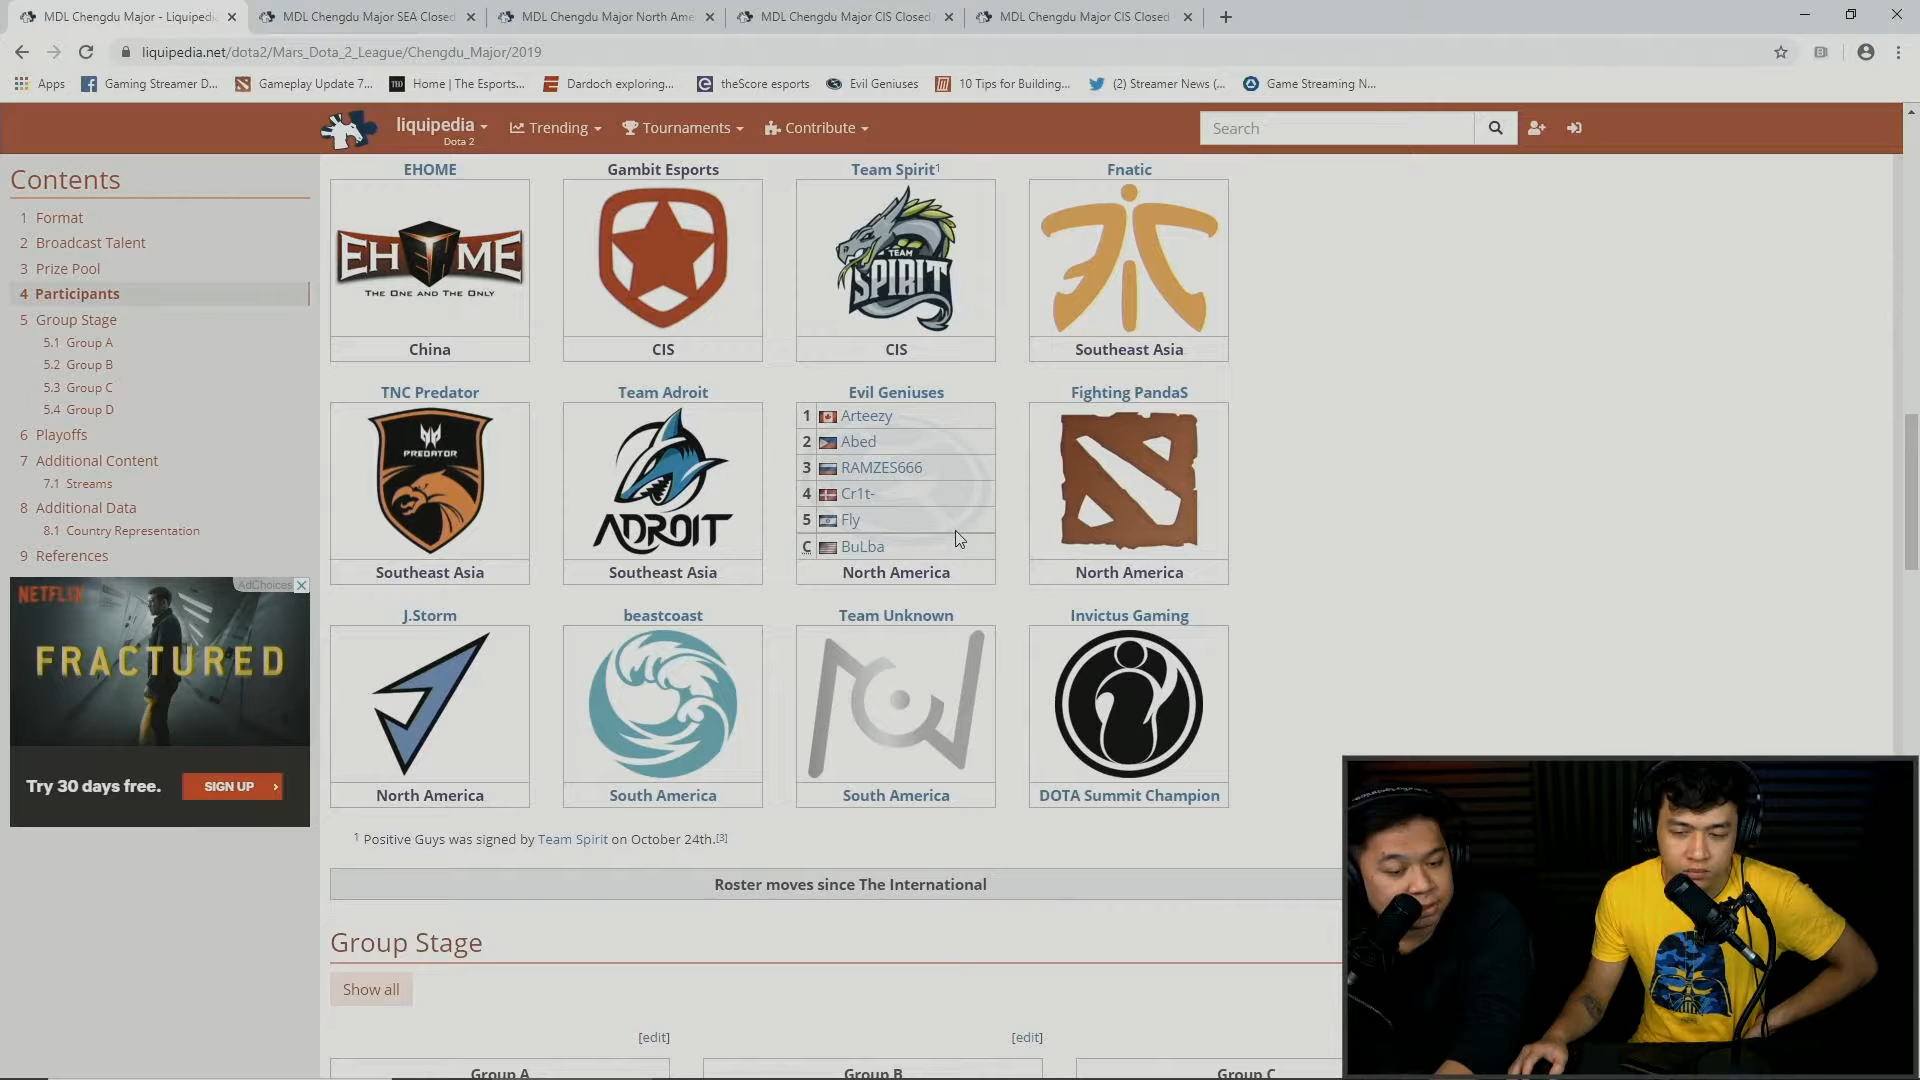 MDL Chengdu Major - Liquipedi
MDL Chengdu Major SEA Closed
MDL Chengdu Major North Ame
MDL Chengdu Major CIS Closed
MDL Chengdu Major CIS Closed
liquipedia.net/dota2/Mars_Dota_2_League/Chengdu_Major/2019
Apps
Gaming Streamer D...
Gameplay Update 7...
Home | The Esports...
Dardoch exploring...
theScore esports
Evil Geniuses
10 Tips for Building...
(2) Streamer News (...
Game Streaming N...
liquipedia
Dota 2
Trending
Tournaments
Contribute
Search
Contents
1 Format
2 Broadcast Talent
3 Prize Pool
4 Participants
5 Group Stage
5.1 Group A
5.2 Group B
5.3 Group C
5.4 Group D
6 Playoffs
7 Additional Content
7.1 Streams
8 Additional Data
8.1 Country Representation
9 References
AdChoices
NETFLIX
FRACTURED
Try 30 days free.
SIGN UP
EHOME
EHOME
THE ONE AND THE ONLY
China
Gambit Esports
CIS
Team Spirit1
TEAM
SPIRIT
CIS
Fnatic
Southeast Asia
TNC Predator
PREDATOR
Southeast Asia
Team Adroit
ADROIT
Southeast Asia
Evil Geniuses
1 Arteezy
2 Abed
3 RAMZES666
4 Cr1t-
5 Fly
C BuLba
North America
Fighting PandaS
North America
J.Storm
North America
beastcoast
South America
Team Unknown
South America
Invictus Gaming
DOTA Summit Champion
1 Positive Guys was signed by Team Spirit on October 24th.[3]
Roster moves since The International
Group Stage
Show all
[edit]
[edit]
Group A
Group B
Group C